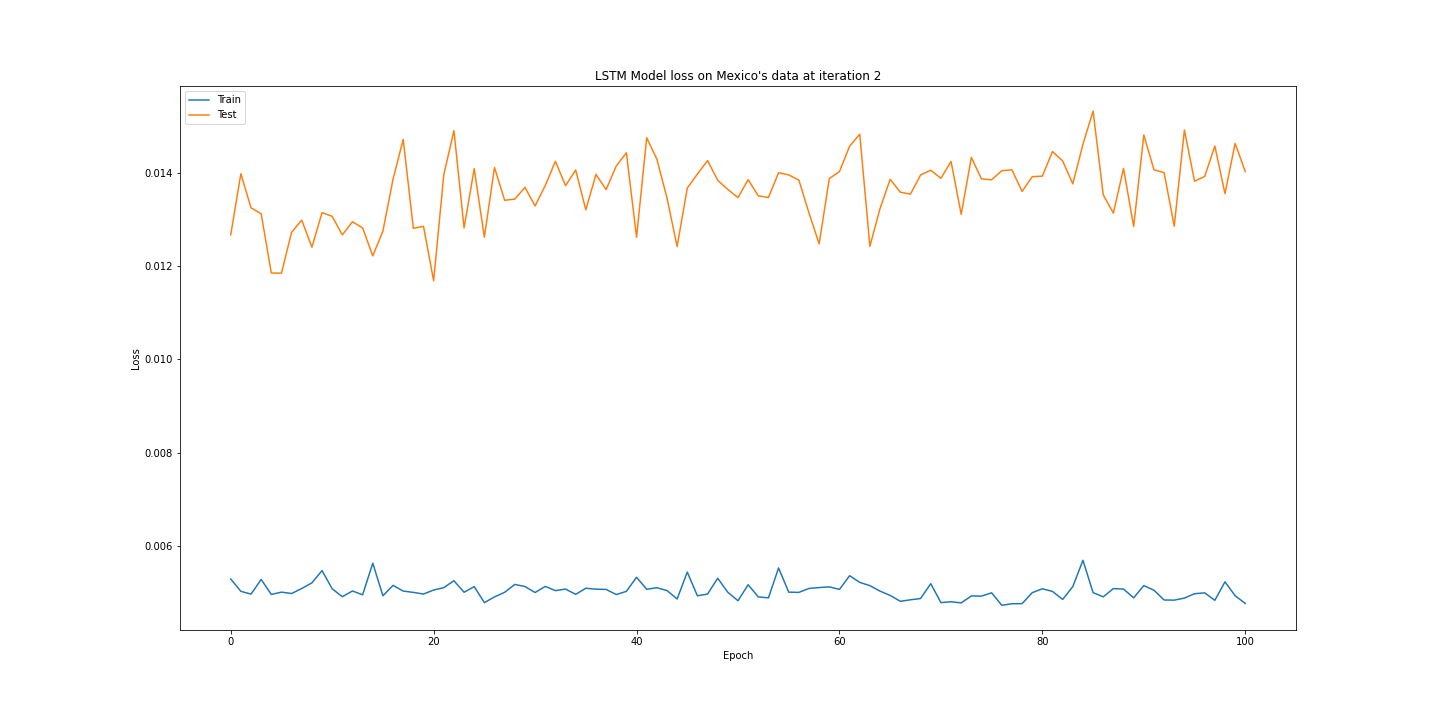 LSTM Model loss on Mexico's data at iteration 2
Train
Test
0.014
0.012
0.010
0.008
0.006
Loss
0 20 40 60 80 100
Epoch